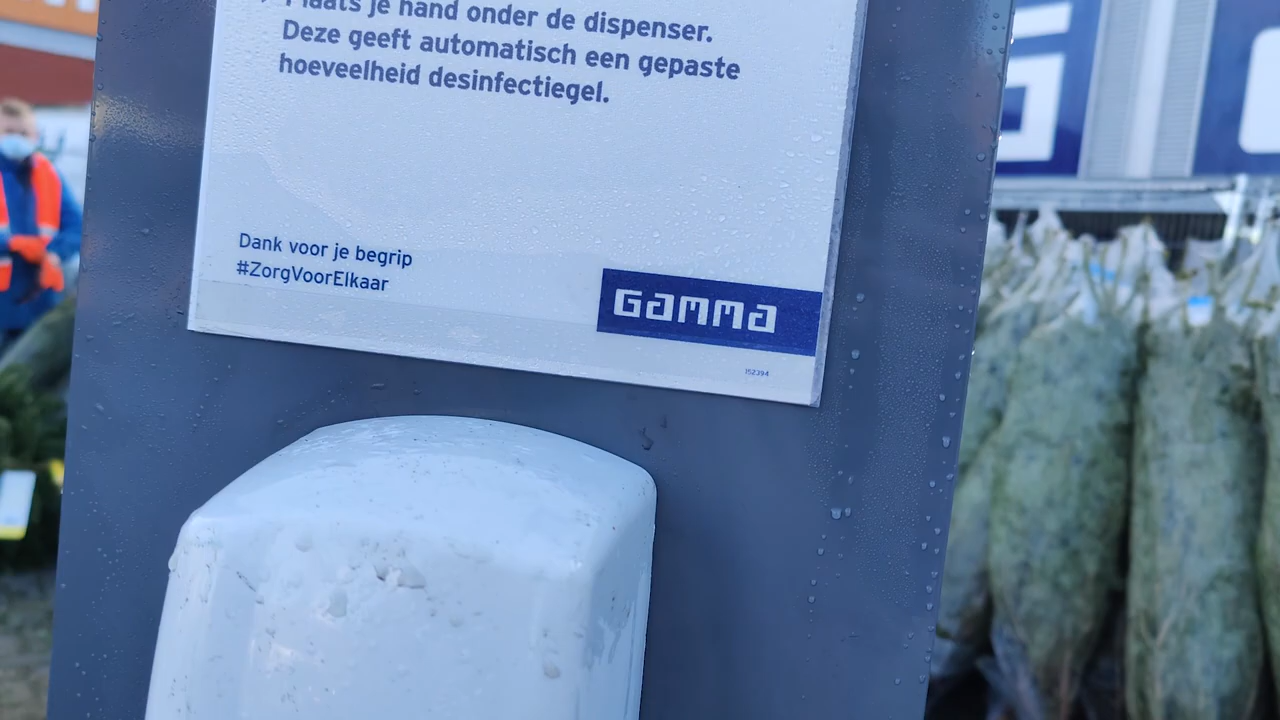 Plaats je hand onder de dispenser.
Deze geeft automatisch een gepaste
hoeveelheid desinfectiegel.
Dank voor je begrip
#ZorgVoorElkaar
GAMMA
152394
G